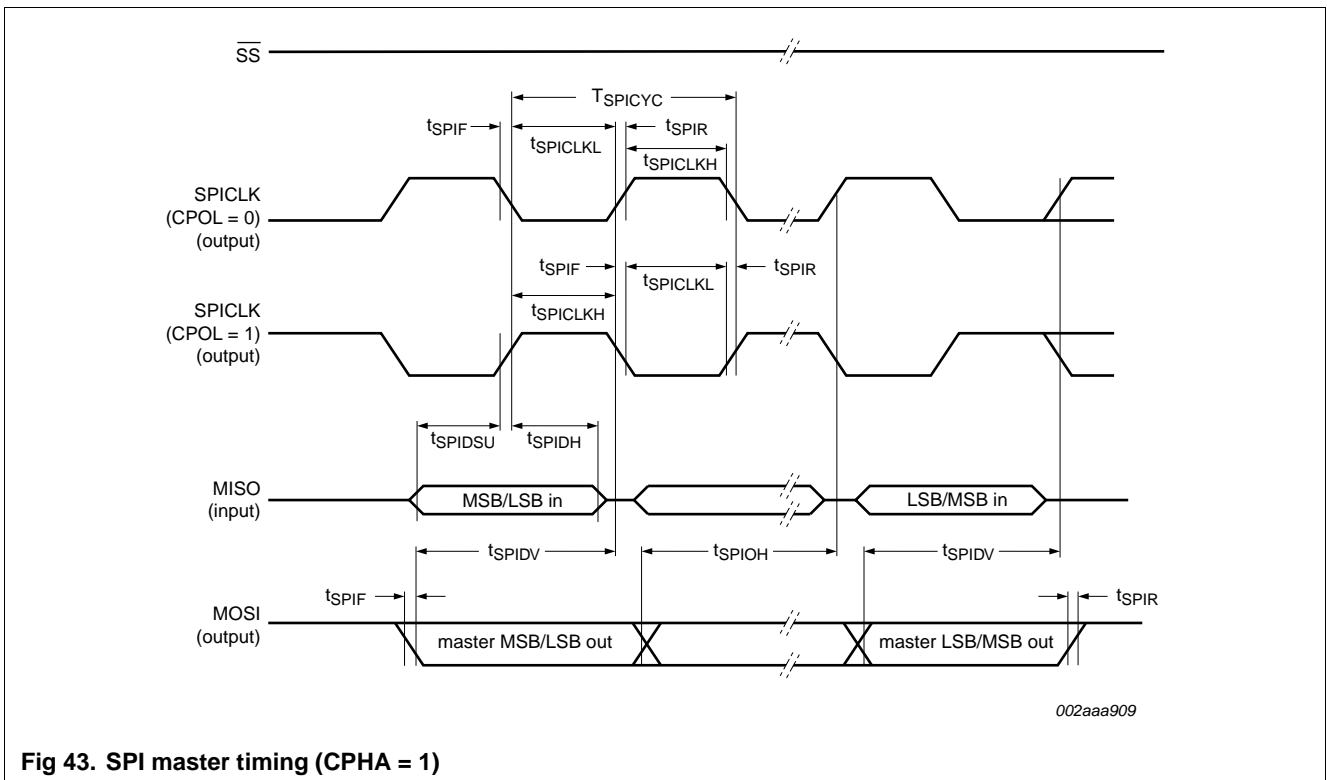 SS
TSPICYC
tSPIF
tSPIR
tSPICLKL
tSPICLKH
SPICLK
(CPOL = 0)
(output)
tSPIF
tSPICLKL
tSPIR
tSPICLKH
SPICLK
(CPOL = 1)
(output)
tSPIDSU
tSPIDH
MISO
(input)
MSB/LSB in
LSB/MSB in
tSPIDV
tSPIOH
tSPIDV
tSPIF
tSPIR
MOSI
(output)
master MSB/LSB out
master LSB/MSB out
002aaa909
Fig 43. SPI master timing (CPHA = 1)